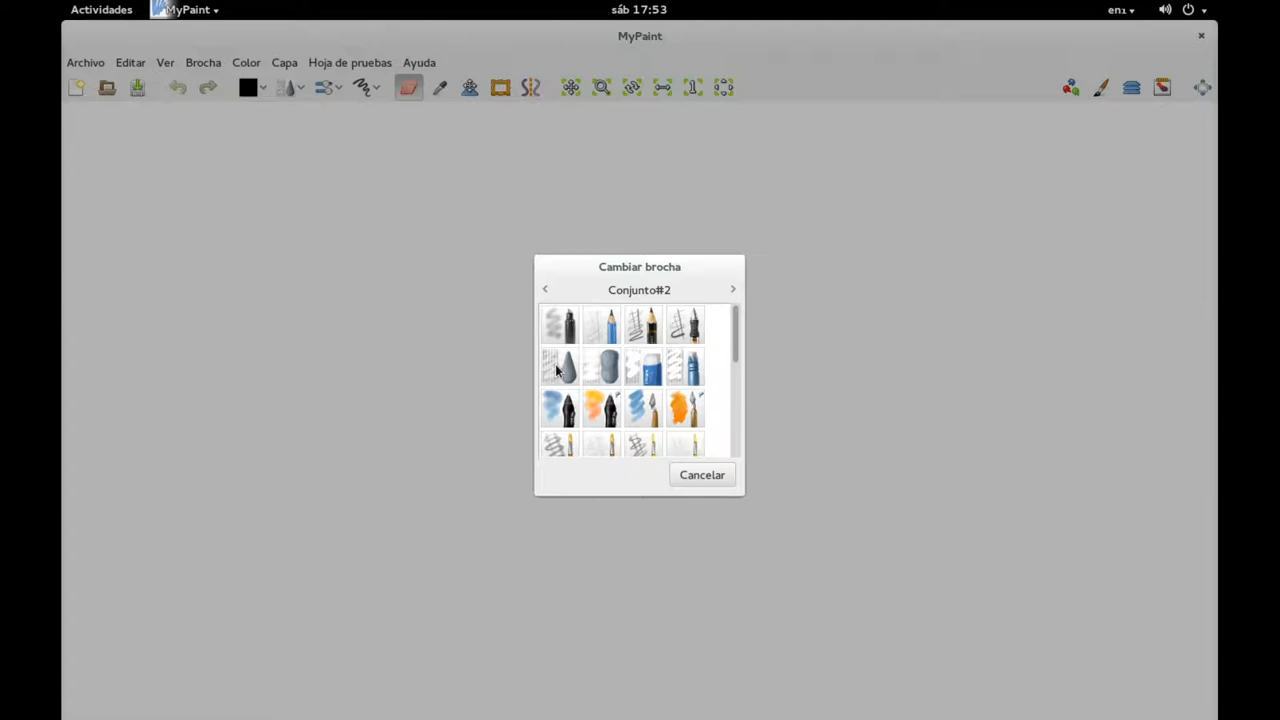 Actividades MyPaint sáb 17:53 en₁
MyPaint
Archivo Editar Ver Brocha Color Capa Hoja de pruebas Ayuda
1
Cambiar brocha
Conjunto#2
Cancelar